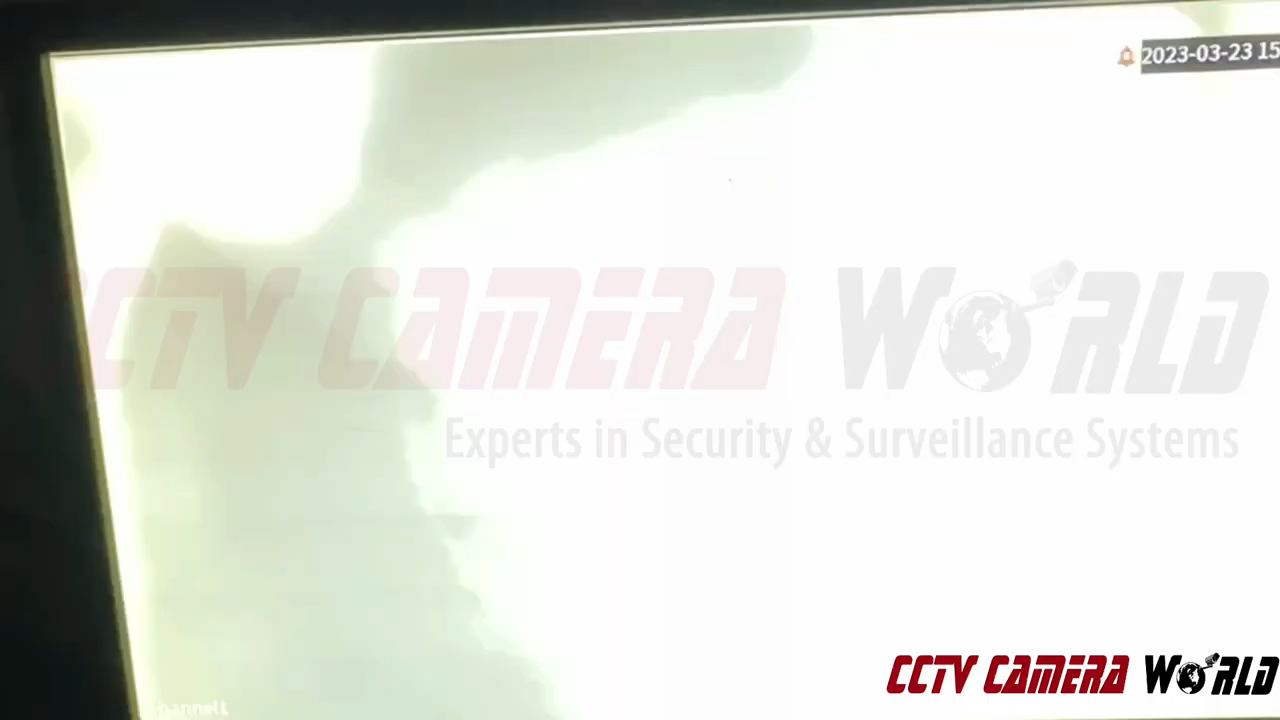 2023-03-23 15
CCTV CAMERA WORLD
Experts in Security & Surveillance Systems
CCTV CAMERA WORLD